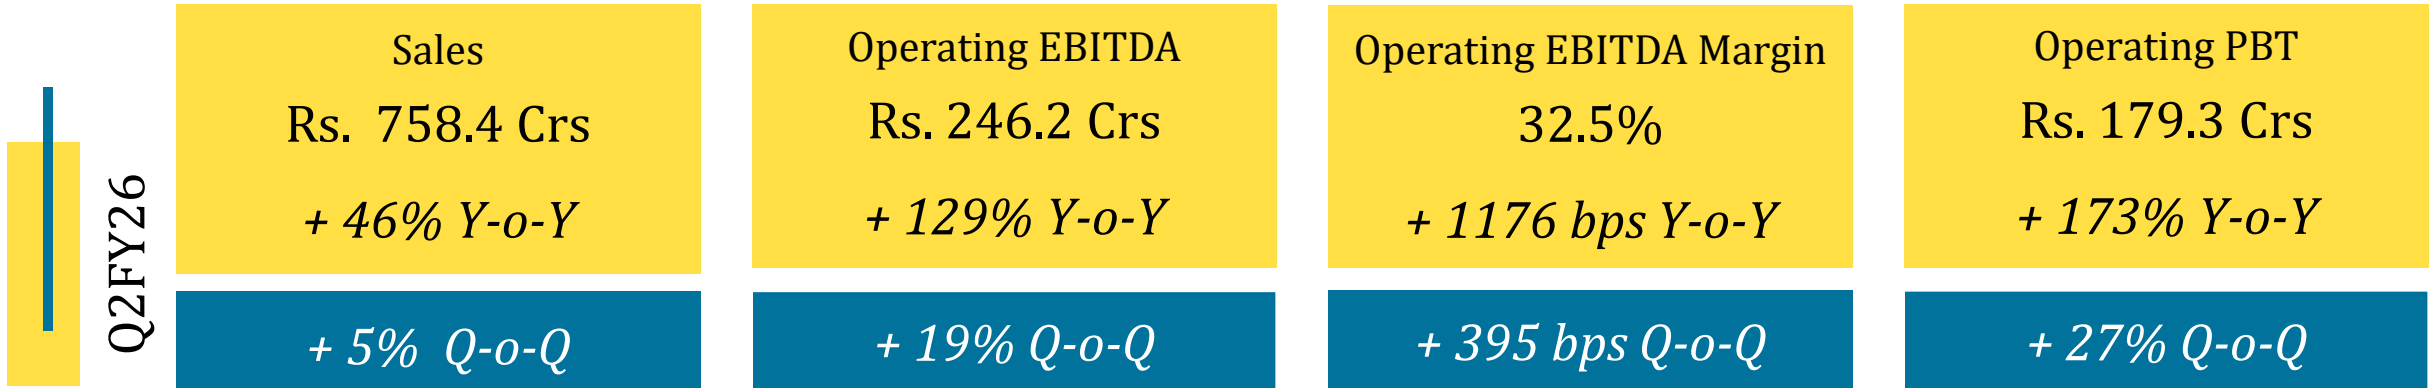 Q2FY26
Sales
Rs. 758.4 Crs
+ 46% Y-o-Y
+ 5% Q-o-Q
Operating EBITDA
Rs. 246.2 Crs
+ 129% Y-o-Y
+ 19% Q-o-Q
Operating EBITDA Margin
32.5%
+ 1176 bps Y-o-Y
+ 395 bps Q-o-Q
Operating PBT
Rs. 179.3 Crs
+ 173% Y-o-Y
+ 27% Q-o-Q